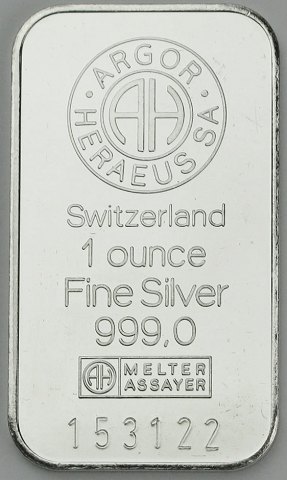 · ARGOR ·
HERAEUS SA
AH
Switzerland
1 ounce
Fine Silver
999,0
AH MELTER
ASSAYER
153122